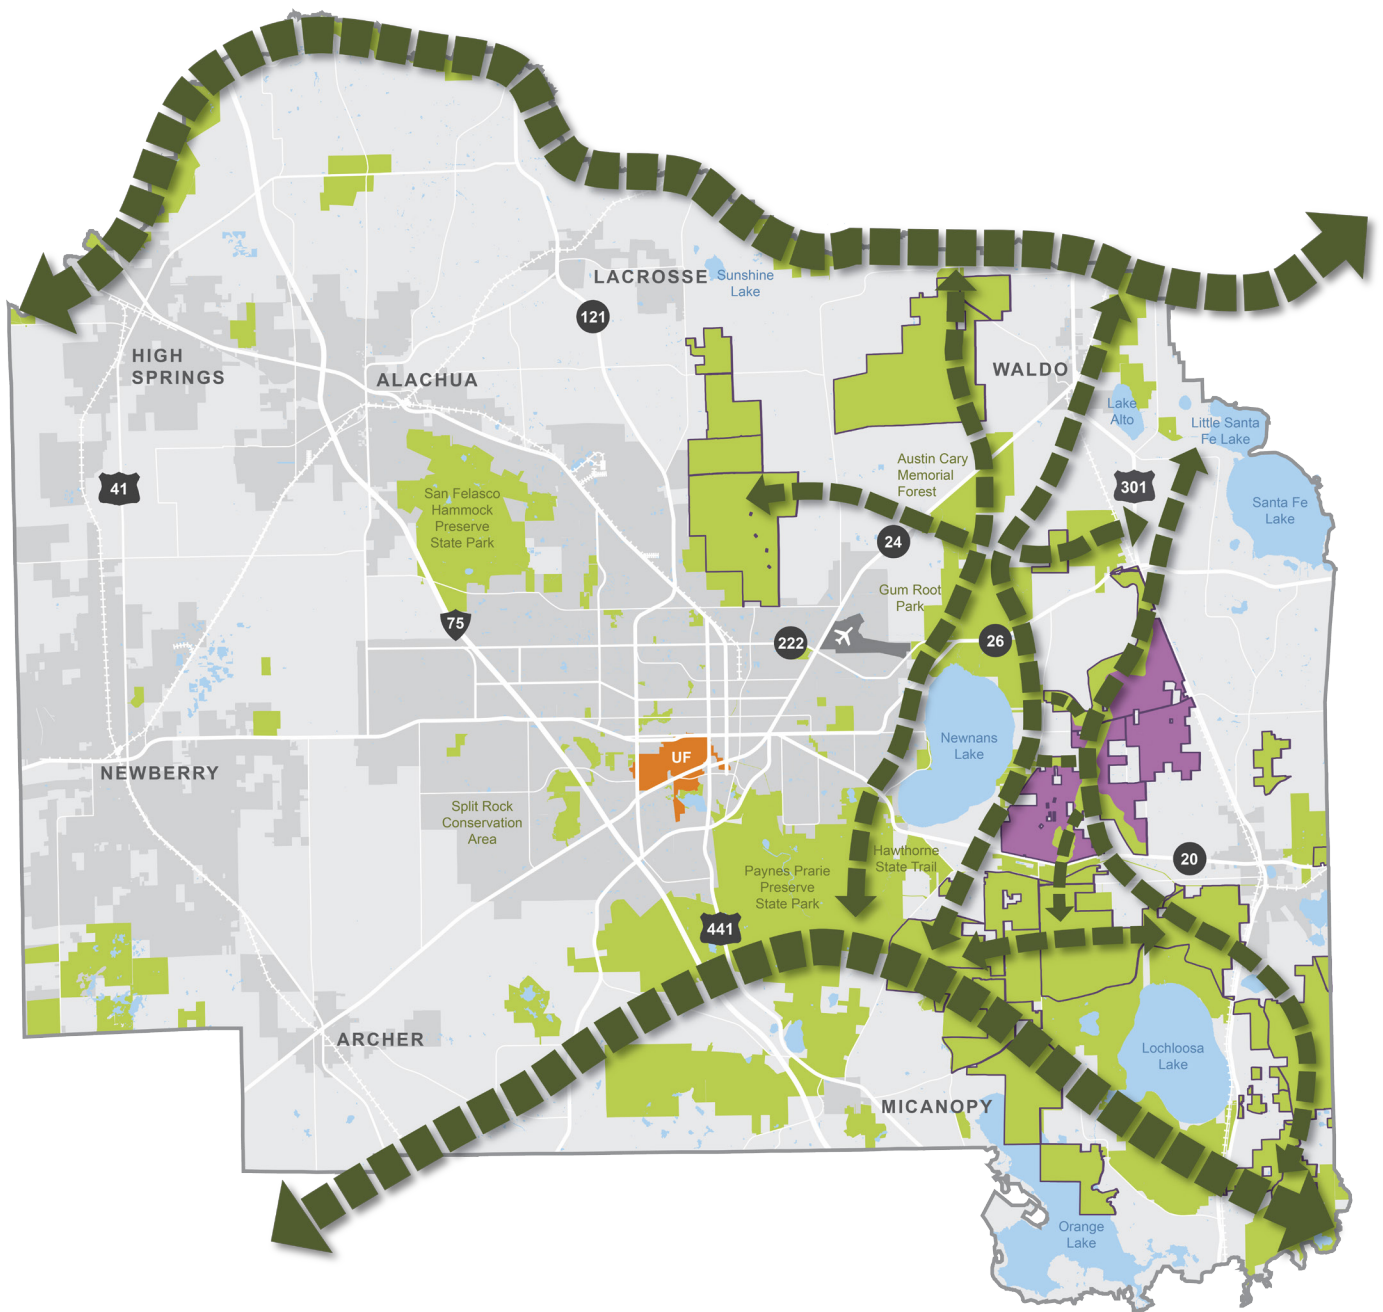 LACROSSE
Sunshine
Lake
121
HIGH
SPRINGS
ALACHUA
WALDO
Lake
Alto
Little Santa
Fe Lake
Austin Cary
Memorial
Forest
41
San Felasco
Hammock
Preserve
State Park
301
Santa Fe
Lake
24
Gum Root
Park
75
222
26
Newnans
Lake
UF
NEWBERRY
Split Rock
Conservation
Area
Hawthorne
State Trail
20
Paynes Prarie
Preserve
State Park
441
ARCHER
Lochloosa
Lake
MICANOPY
Orange
Lake